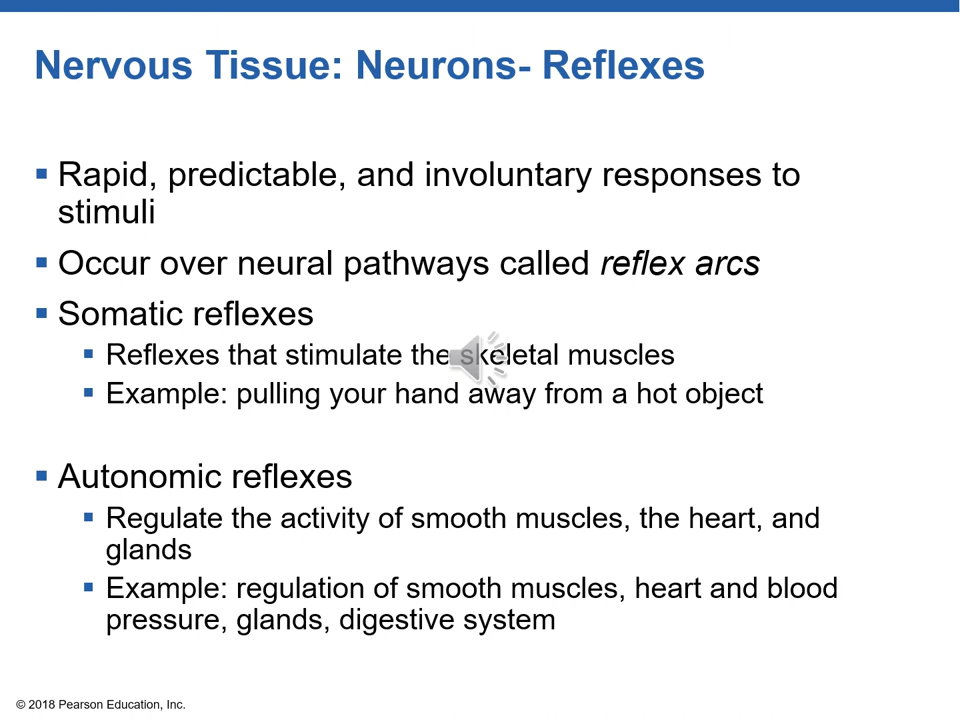 Nervous Tissue: Neurons- Reflexes
Rapid, predictable, and involuntary responses to
stimuli
Occur over neural pathways called reflex arcs
Somatic reflexes
Reflexes that stimulate the skeletal muscles
Example: pulling your hand away from a hot object
Autonomic reflexes
Regulate the activity of smooth muscles, the heart, and
glands
Example: regulation of smooth muscles, heart and blood
pressure, glands, digestive system
© 2018 Pearson Education, Inc.